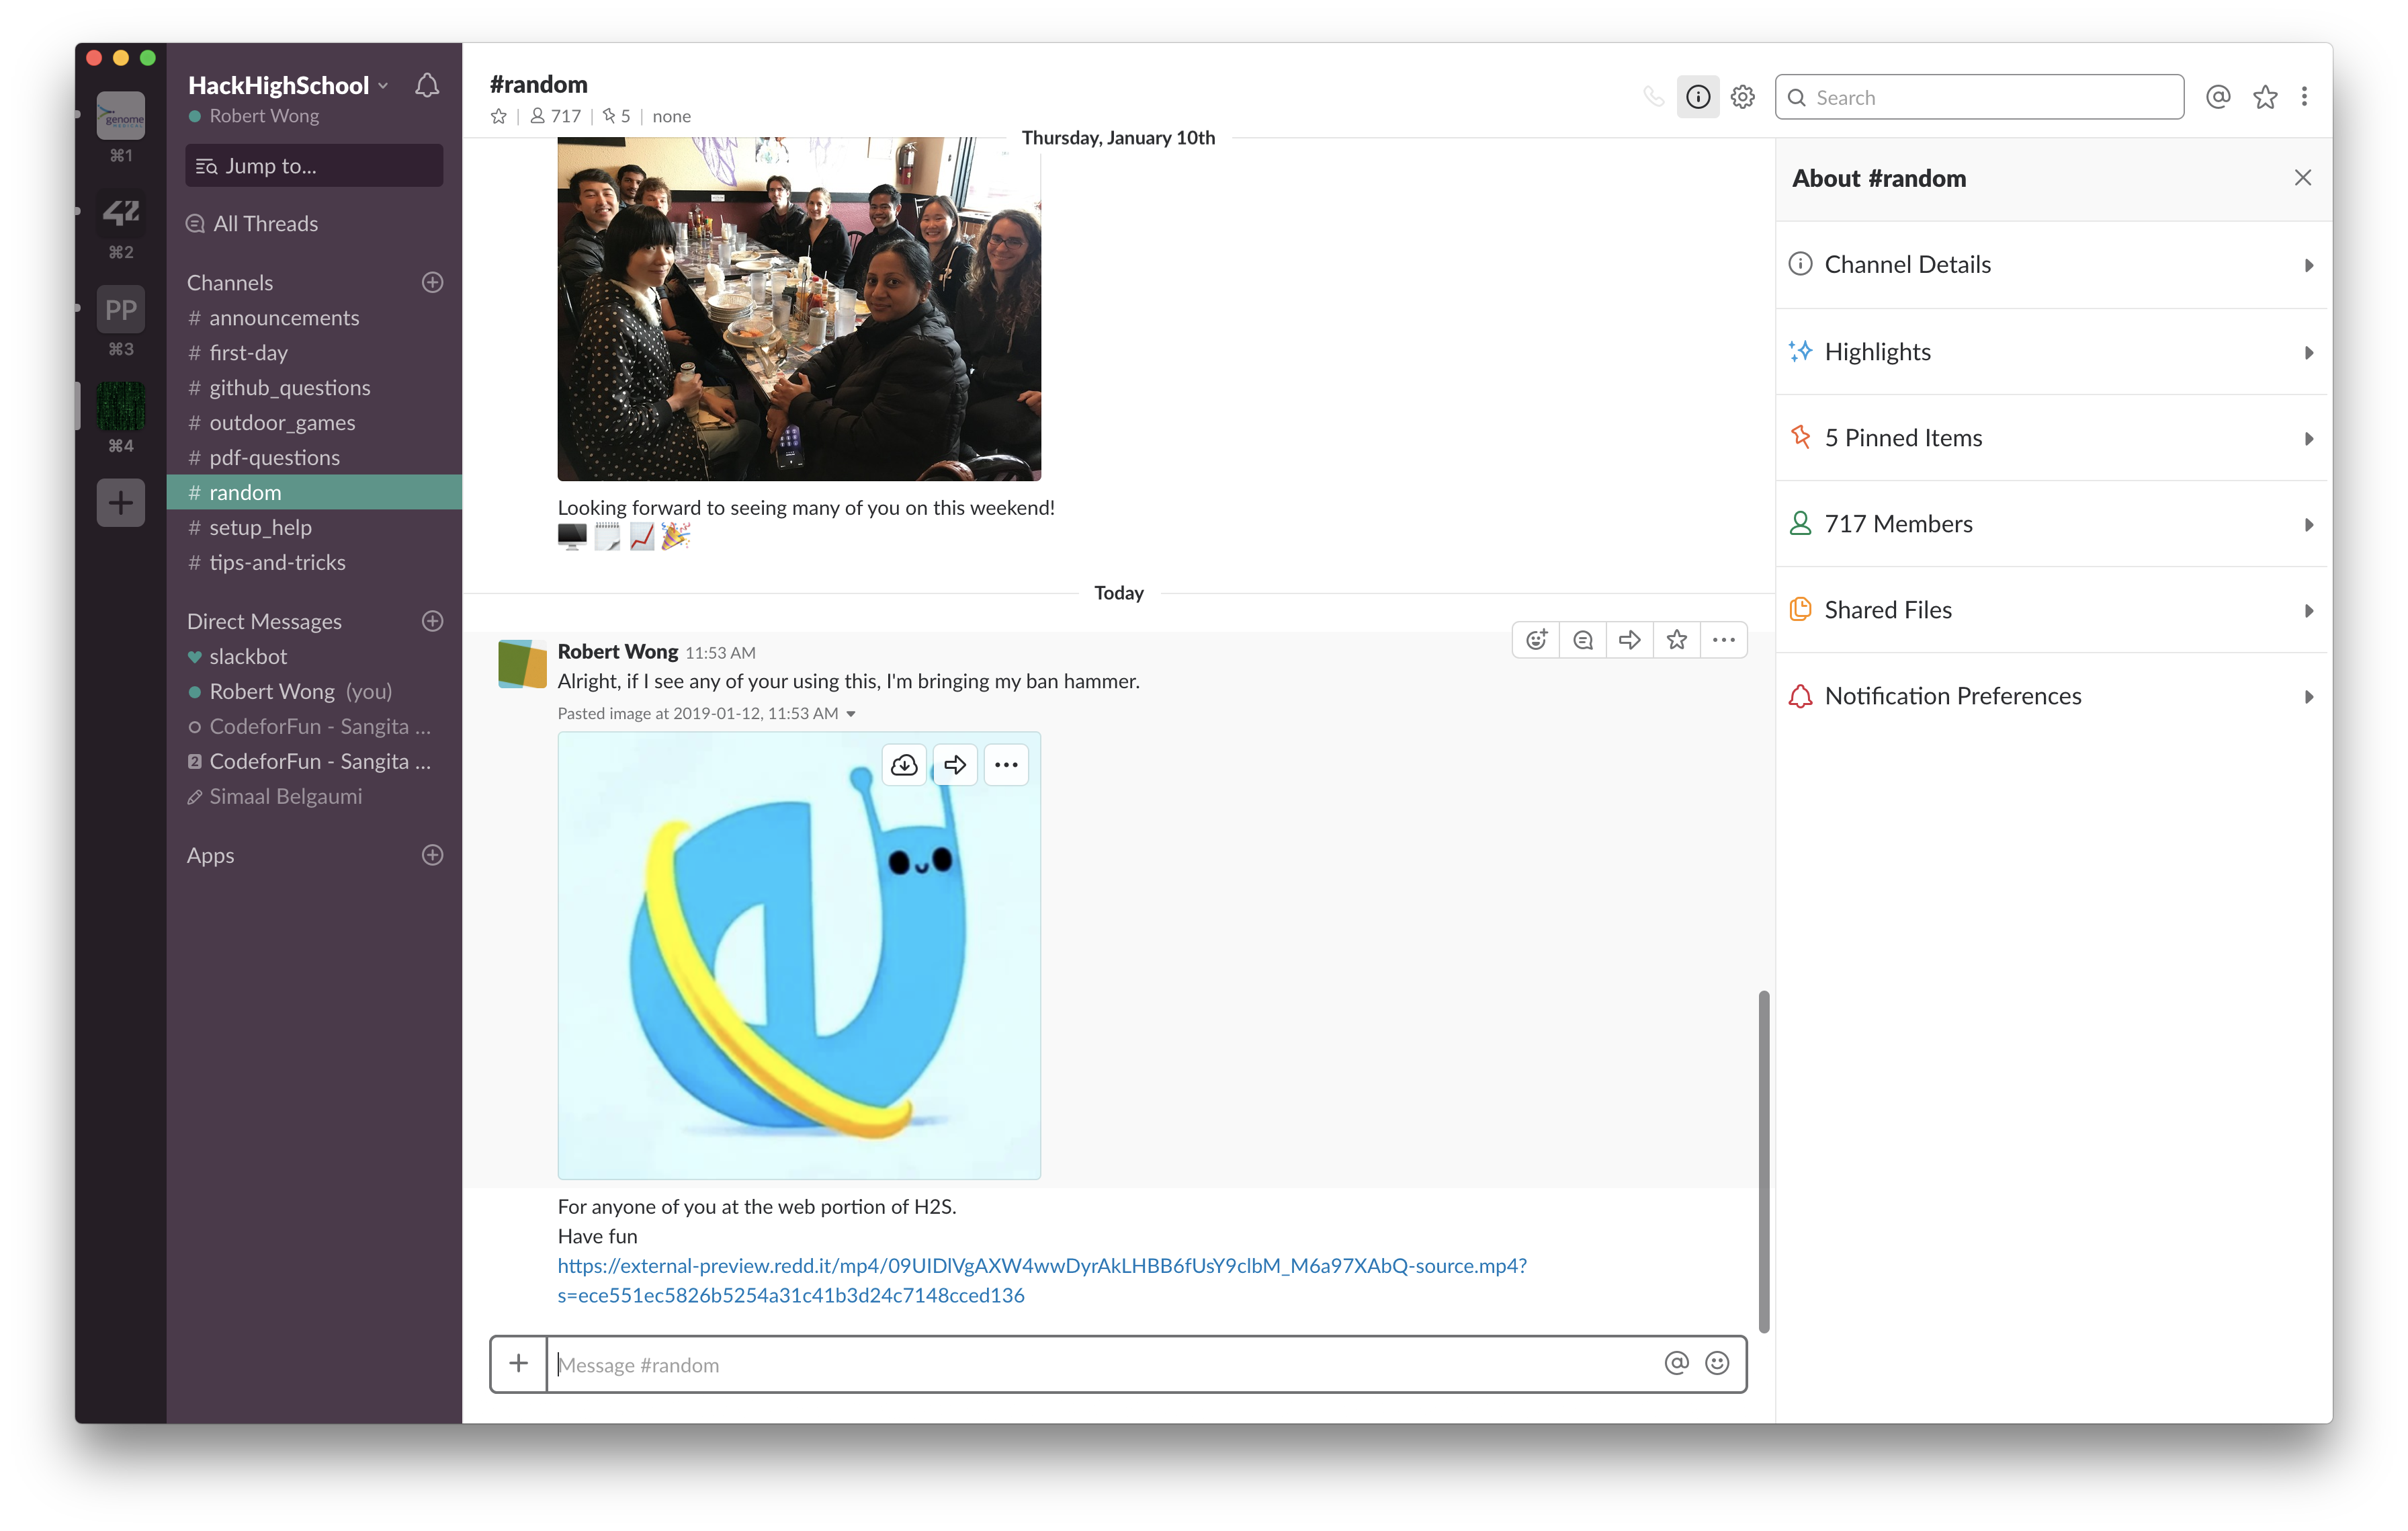 genome
MEDICAL
⌘1
42
⌘2
PP
⌘3
⌘4
HackHighSchool
Robert Wong
Jump to...
All Threads
Channels
# announcements
# first-day
# github_questions
# outdoor_games
# pdf-questions
# random
# setup_help
# tips-and-tricks
Direct Messages
slackbot
Robert Wong (you)
CodeforFun - Sangita ...
2 CodeforFun - Sangita ...
Simaal Belgaumi
Apps
#random
717 | 5 | none
Search
Thursday, January 10th
Looking forward to seeing many of you on this weekend!
Today
Robert Wong 11:53 AM
Alright, if I see any of your using this, I'm bringing my ban hammer.
Pasted image at 2019-01-12, 11:53 AM
For anyone of you at the web portion of H2S.
Have fun
https://external-preview.redd.it/mp4/09UIDlVgAXW4wwDyrAkLHBB6fUsY9clbM_M6a97XAbQ-source.mp4?
s=ece551ec5826b5254a31c41b3d24c7148cced136
Message #random
About #random
Channel Details
Highlights
5 Pinned Items
717 Members
Shared Files
Notification Preferences